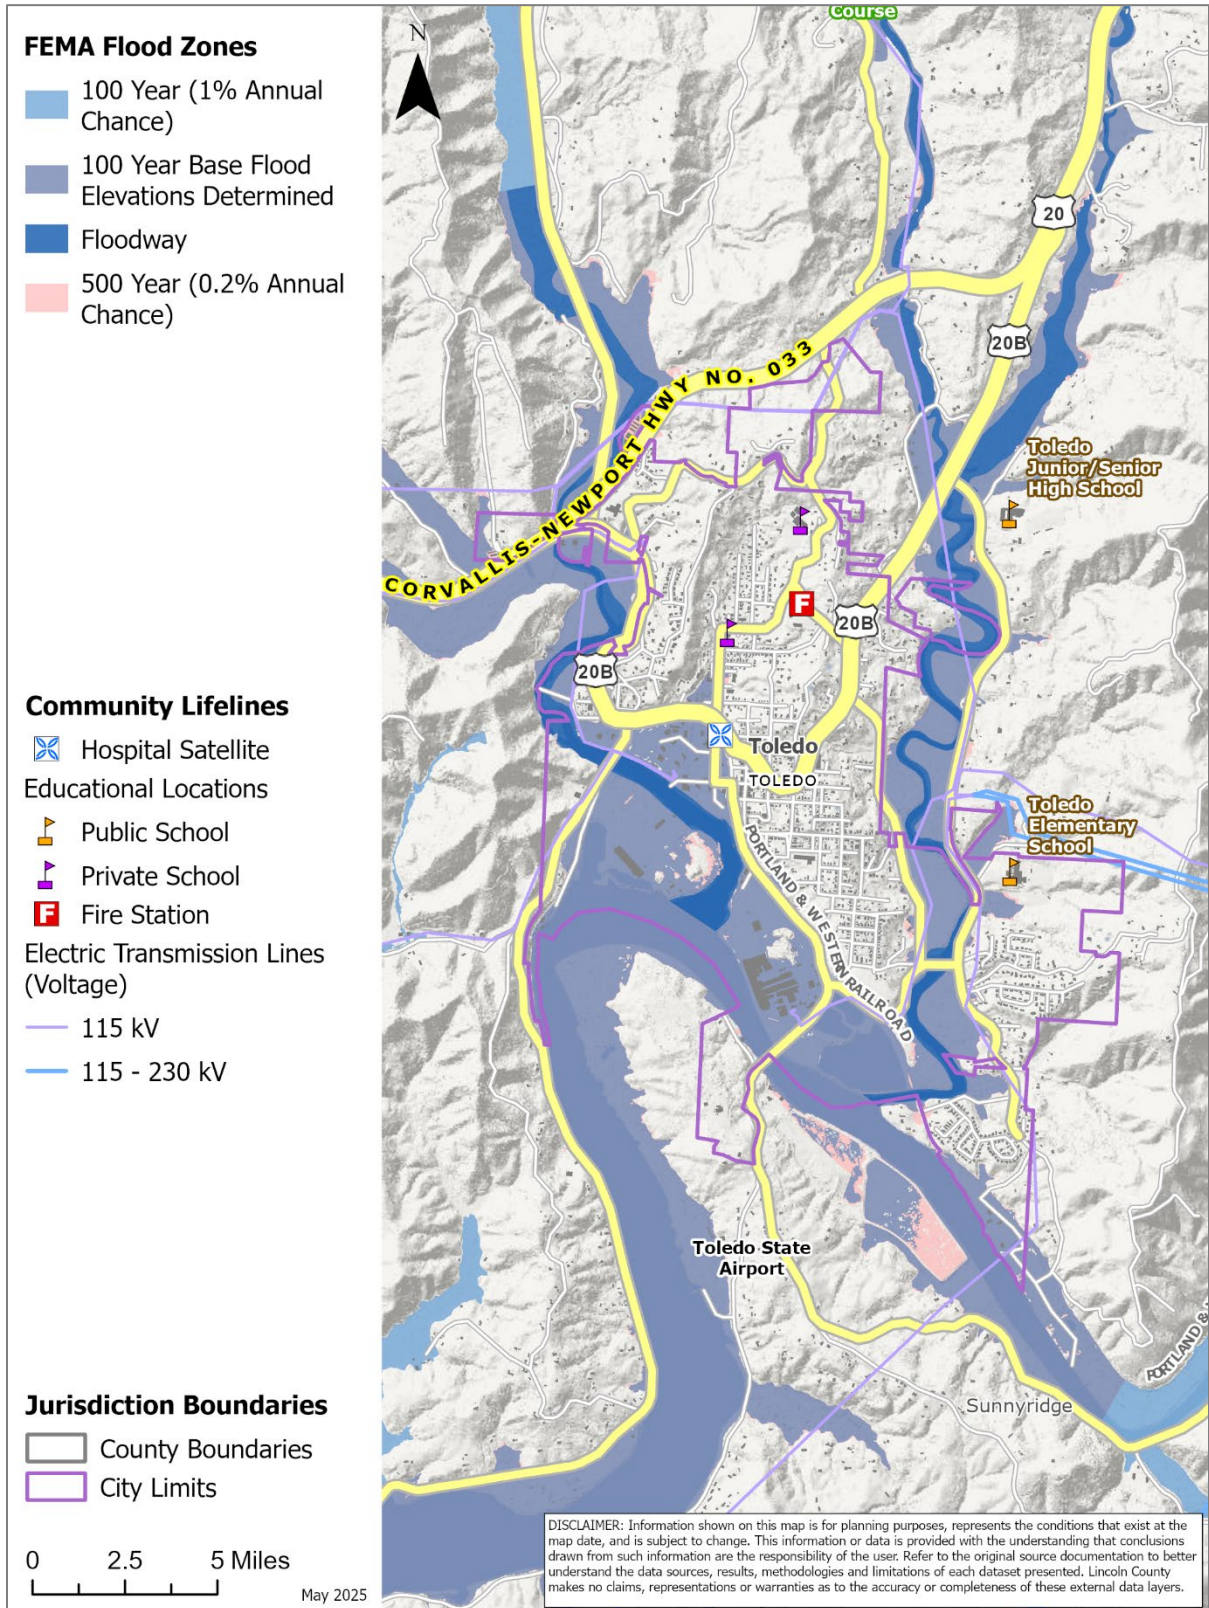 FEMA Flood Zones
100 Year (1% Annual
Chance)
100 Year Base Flood
Elevations Determined
Floodway
500 Year (0.2% Annual
Chance)
Community Lifelines
Hospital Satellite
Educational Locations
Public School
Private School
F
Fire Station
Electric Transmission Lines
(Voltage)
115 kV
115 - 230 kV
Jurisdiction Boundaries
County Boundaries
City Limits
0 2.5 5 Miles
May 2025
N
Course
20
20B
CORVALLIS-NEWPORT HWY NO. 033
Toledo
Junior/Senior
High School
F
20B
20B
Toledo
TOLEDO
Toledo
Elementary
School
PORTLAND & WESTERN RAILROAD
Toledo State
Airport
PORTLAND &
Sunnyridge
DISCLAIMER: Information shown on this map is for planning purposes, represents the conditions that exist at the
map date, and is subject to change. This information or data is provided with the understanding that conclusions
drawn from such information are the responsibility of the user. Refer to the original source documentation to better
understand the data sources, results, methodologies and limitations of each dataset presented. Lincoln County
makes no claims, representations or warranties as to the accuracy or completeness of these external data layers.